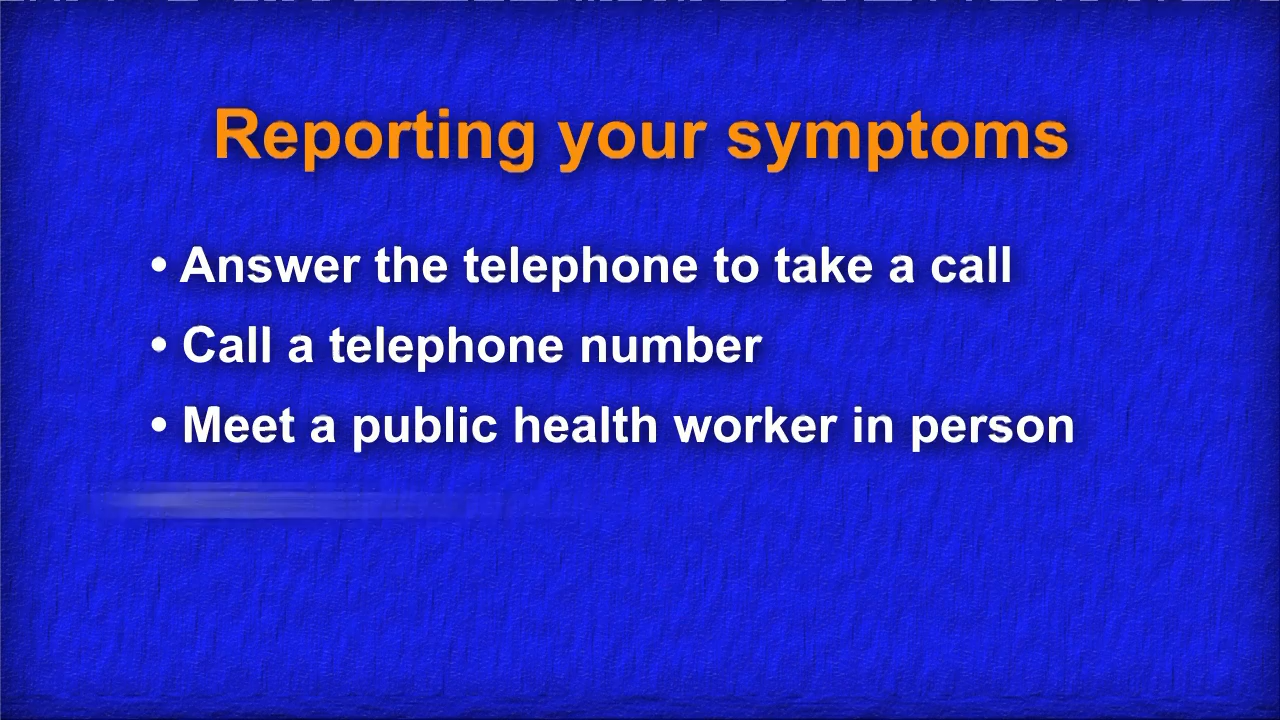 Reporting your symptoms
• Answer the telephone to take a call
• Call a telephone number
• Meet a public health worker in person